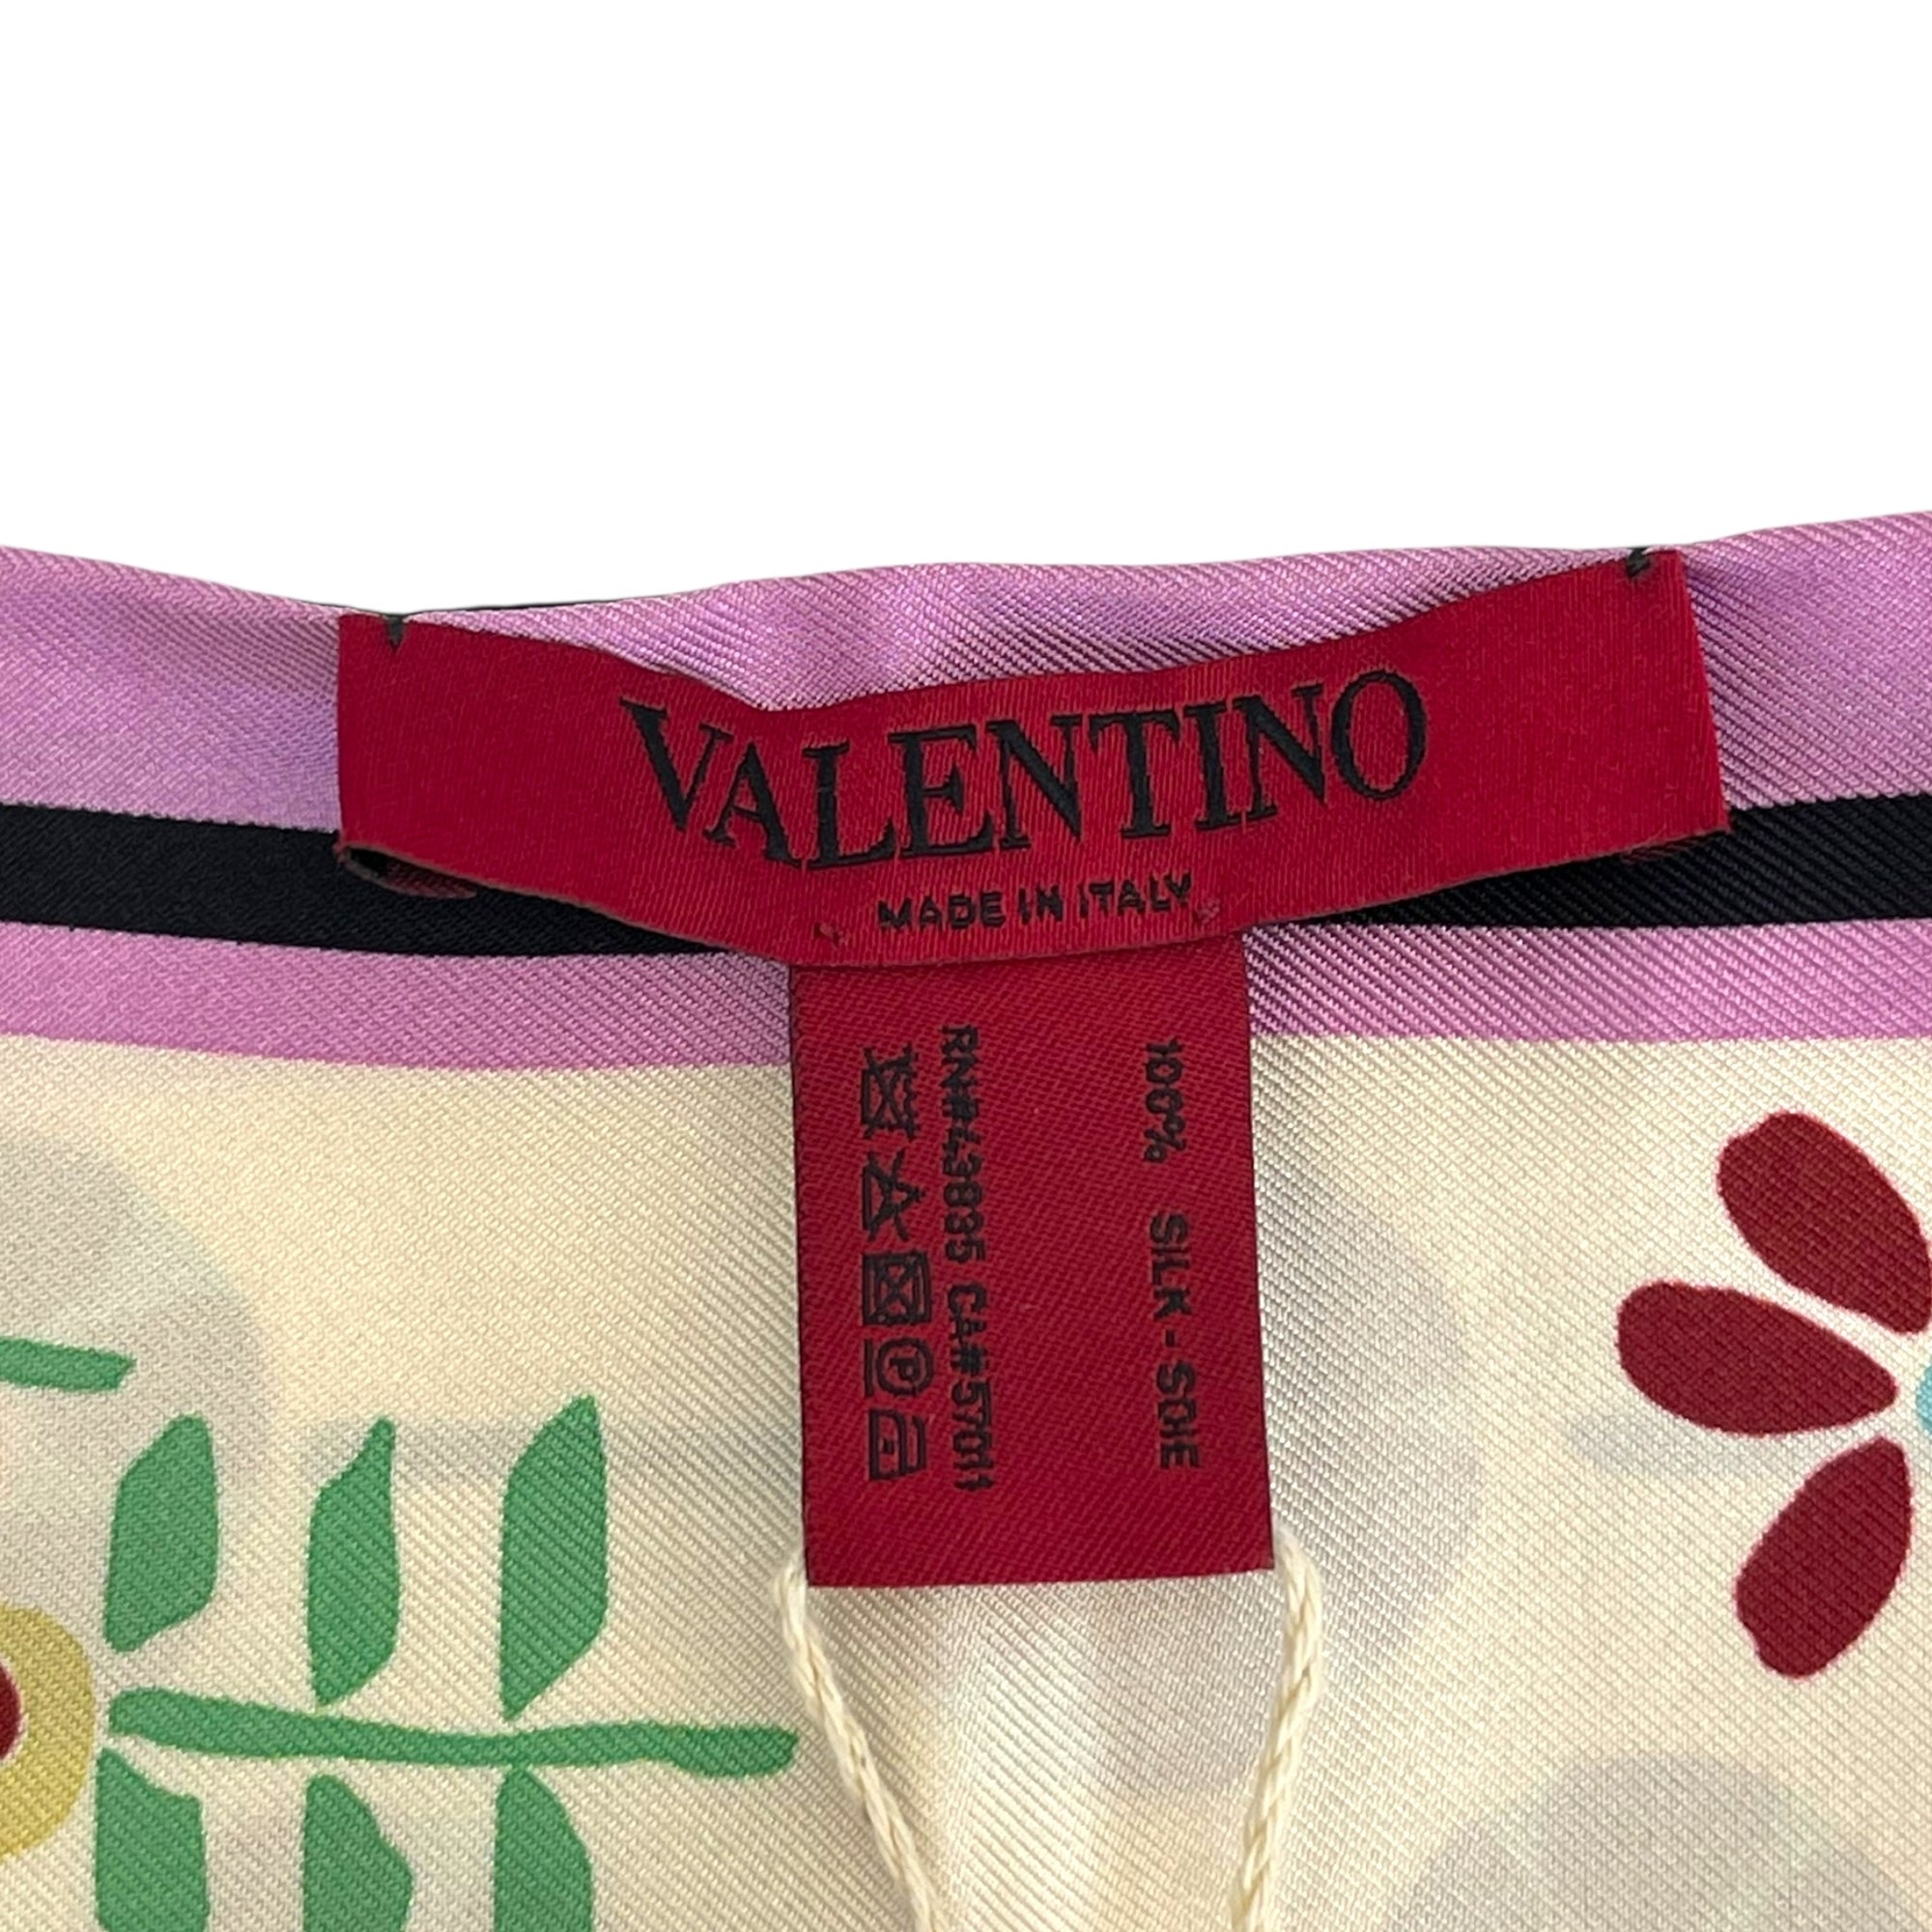 VALENTINO
MADE IN ITALY
100% SILK - SOIE
RN#43835 CA#57011